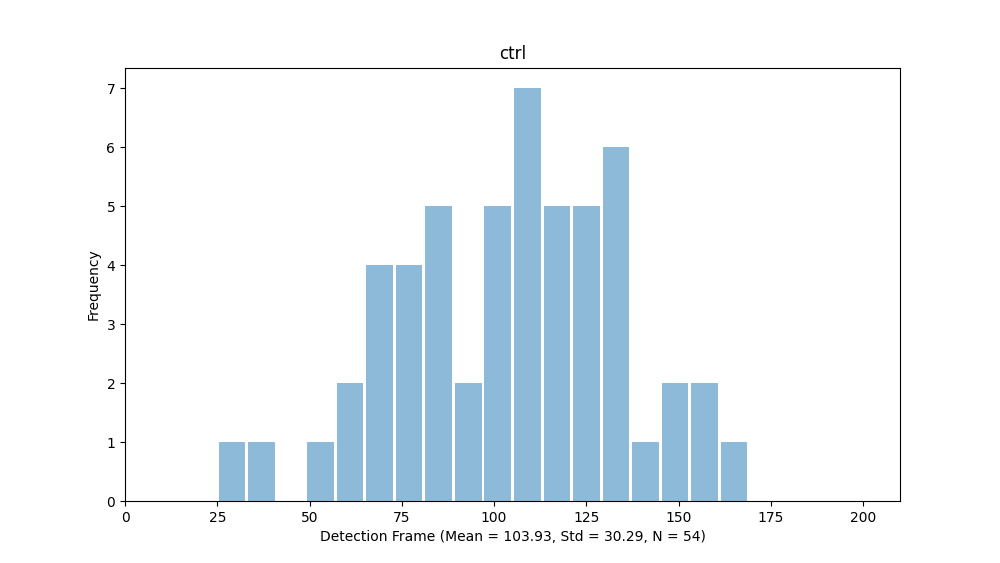 ctrl
7
6
5
4
3
2
1
0
Frequency
0 25 50 75 100 125 150 175 200
Detection Frame (Mean = 103.93, Std = 30.29, N = 54)